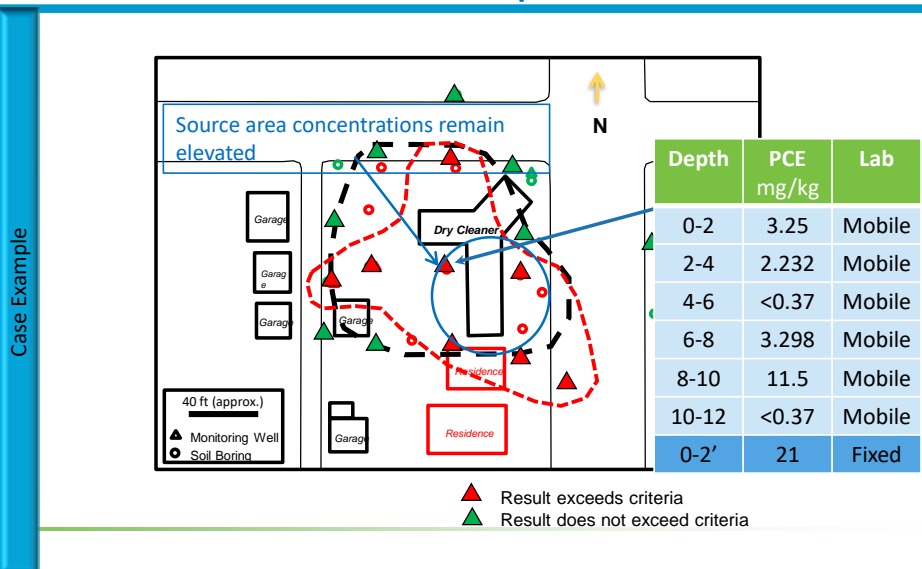 Case Example
Source area concentrations remain
elevated
N
Garage
Dry Cleaner
Garag
e
Garage
Garage
Residence
40 ft (approx.)
Monitoring Well
Soil Boring
Garage
Residence
Depth PCE Lab
mg/kg
0-2 3.25 Mobile
2-4 2.232 Mobile
4-6 <0.37 Mobile
6-8 3.298 Mobile
8-10 11.5 Mobile
10-12 <0.37 Mobile
0-2' 21 Fixed
Result exceeds criteria
Result does not exceed criteria